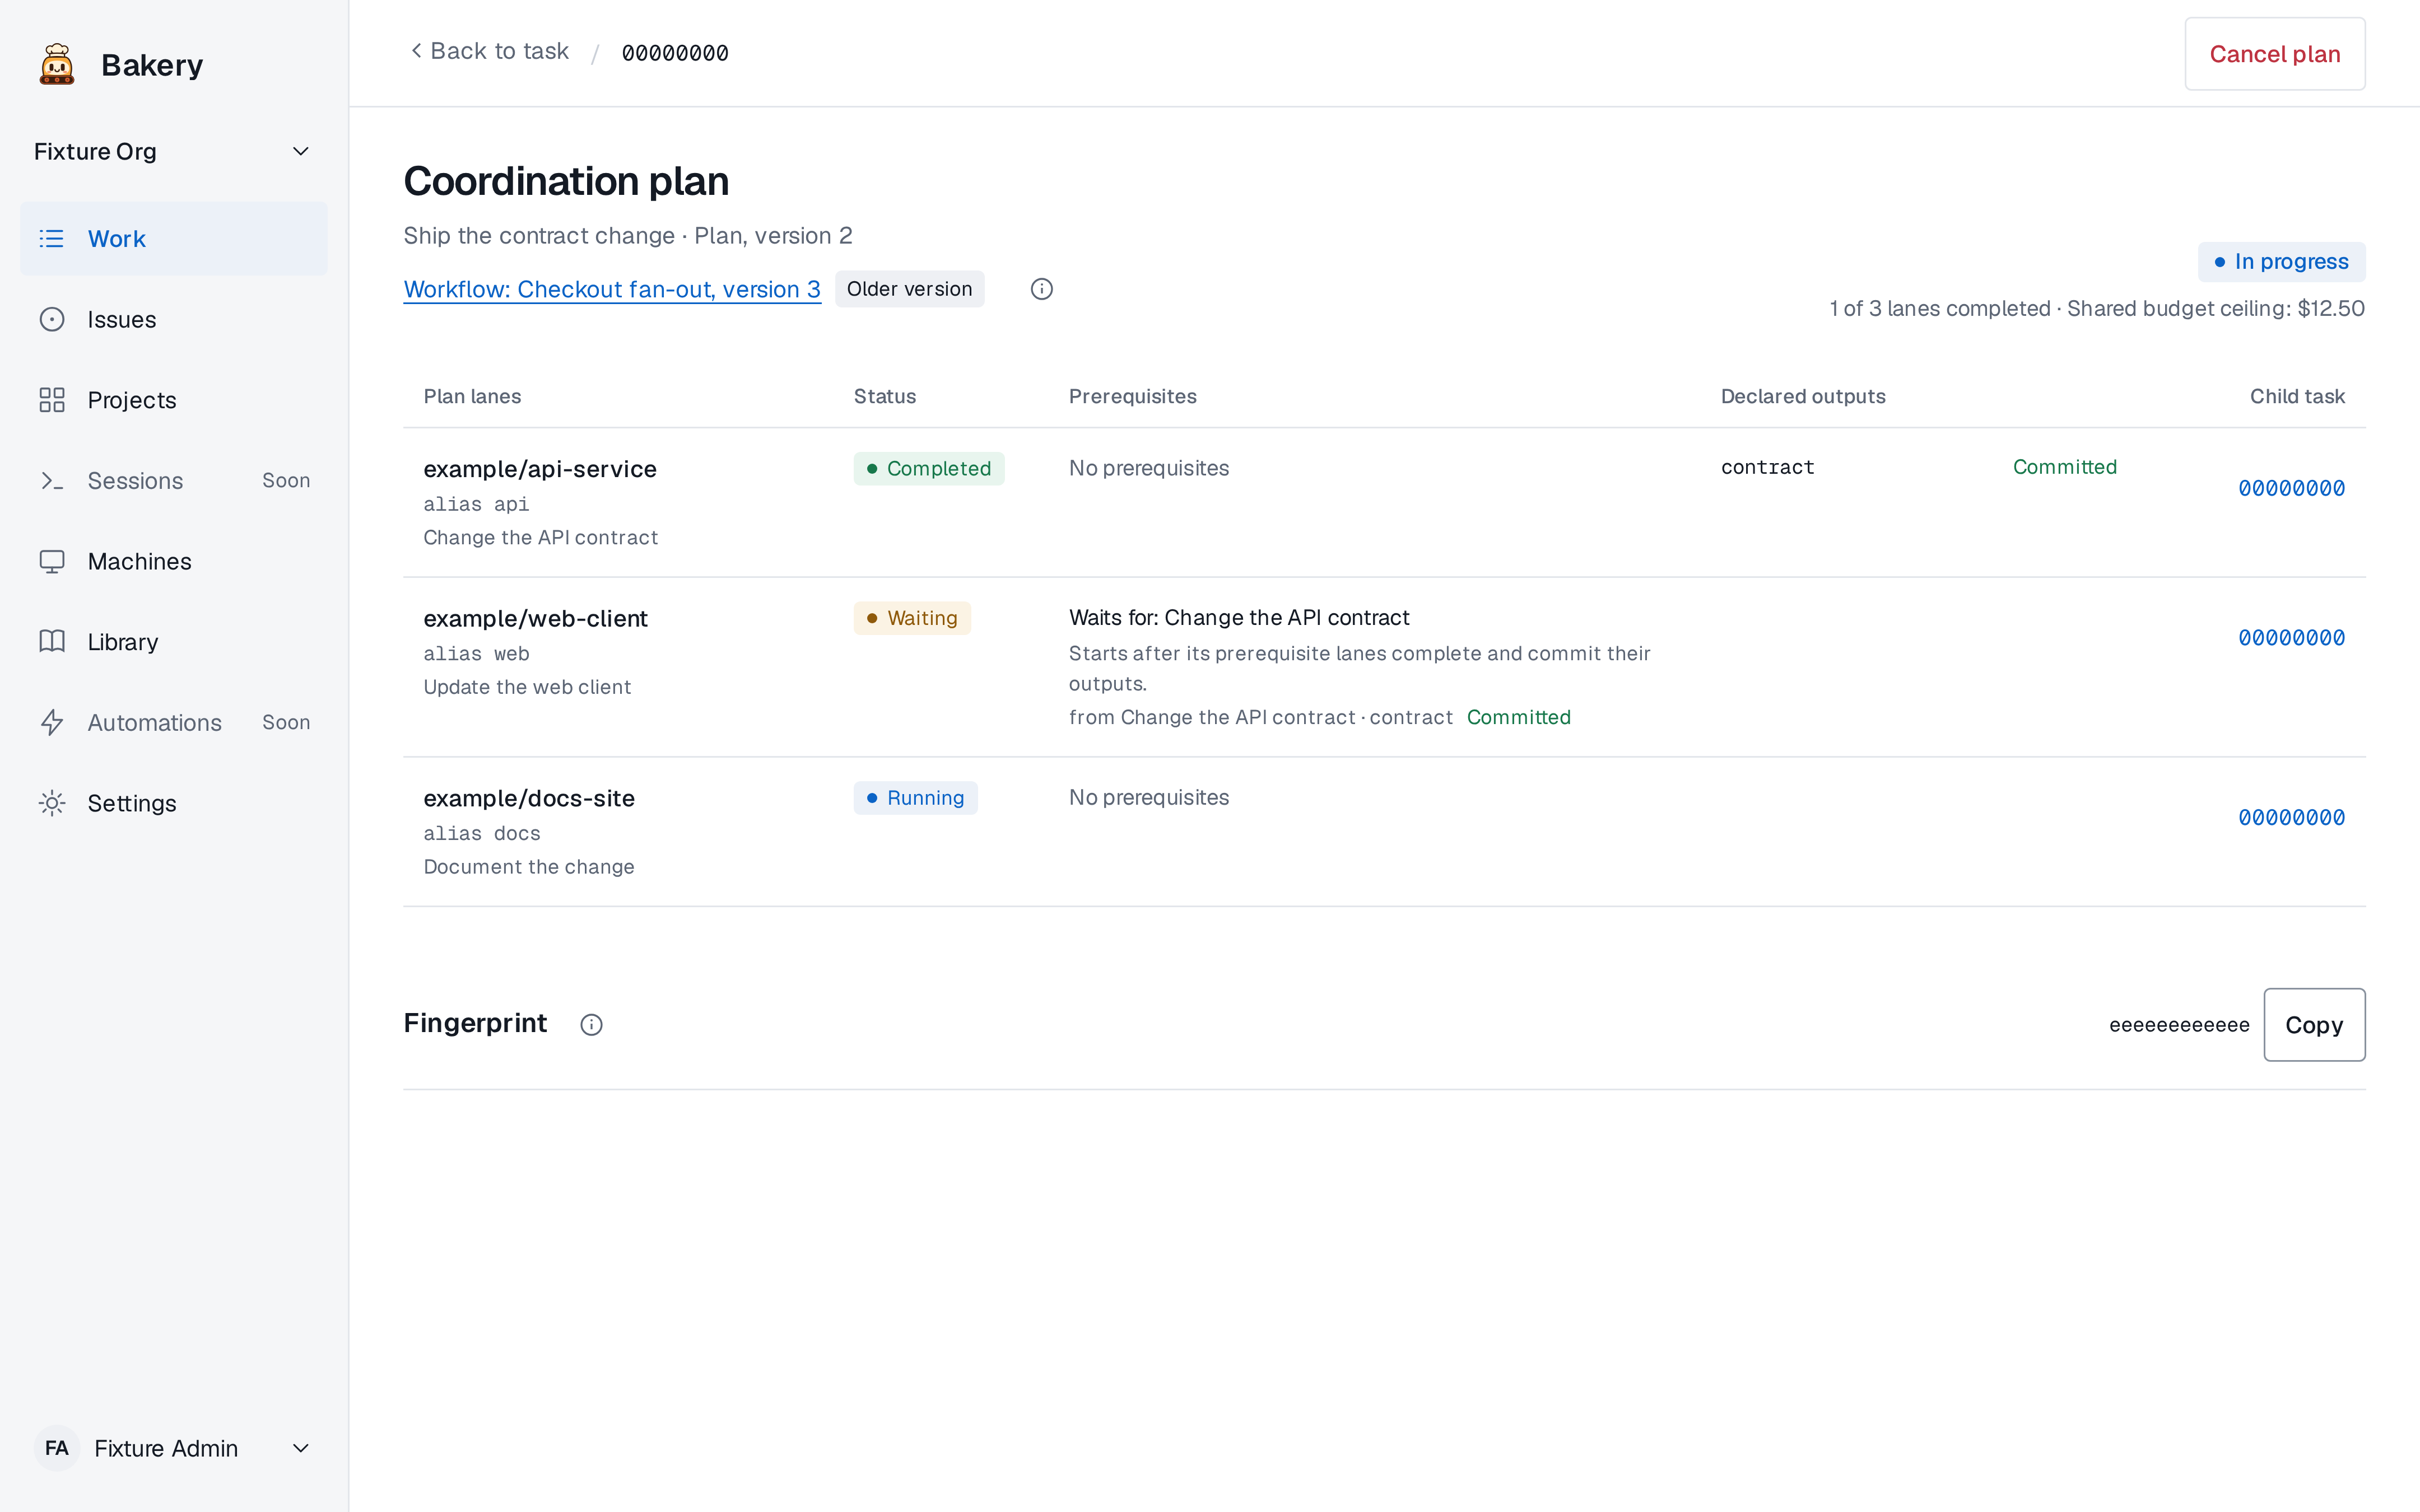 Bakery
Fixture Org
Work
Issues
Projects
Sessions Soon
Machines
Library
Automations Soon
Settings
FA Fixture Admin
Back to task / 00000000
Cancel plan
Coordination plan
Ship the contract change · Plan, version 2
Workflow: Checkout fan-out, version 3 Older version
In progress
1 of 3 lanes completed · Shared budget ceiling: $12.50
Plan lanes Status Prerequisites Declared outputs Child task
example/api-service Completed No prerequisites contract Committed 00000000
alias api
Change the API contract
example/web-client Waiting Waits for: Change the API contract 00000000
alias web Starts after its prerequisite lanes complete and commit their
outputs.
Update the web client
from Change the API contract · contract Committed
example/docs-site Running No prerequisites 00000000
alias docs
Document the change
Fingerprint eeeeeeeeeeee Copy